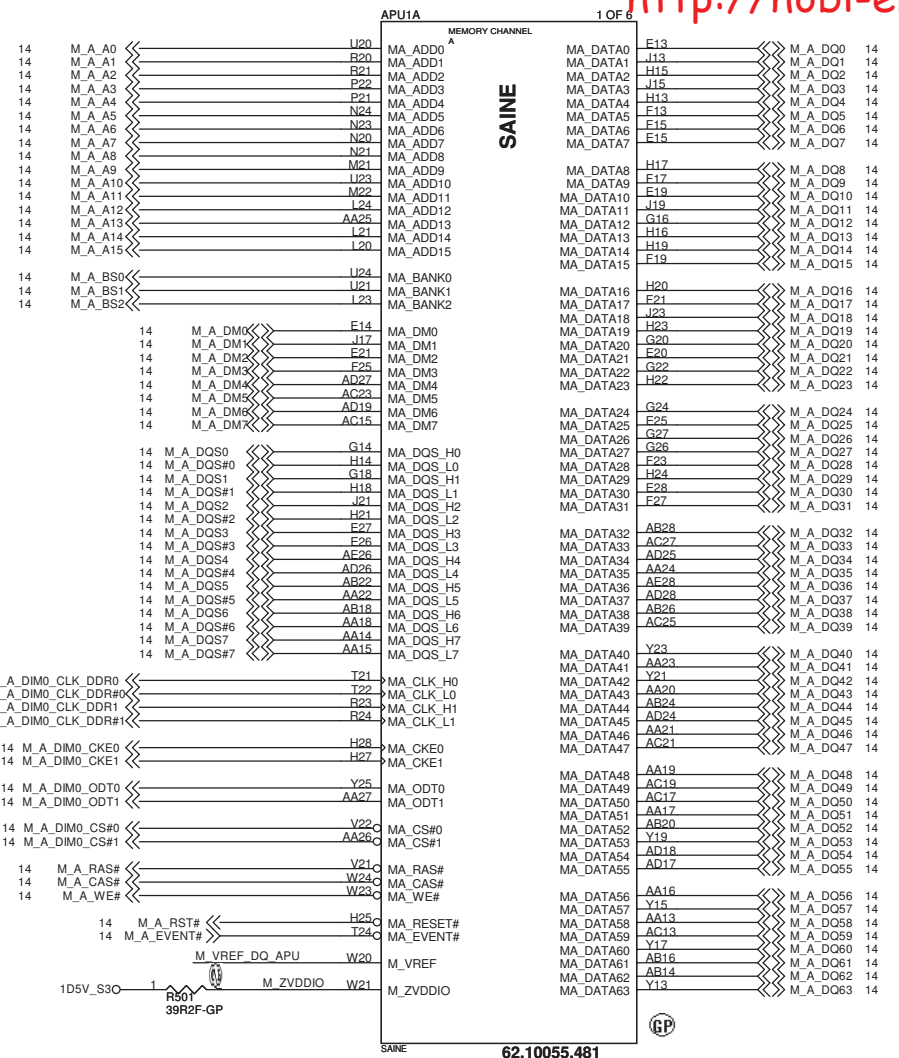 http://hobi-e
APU1A 1 OF 6
MEMORY CHANNEL
A
SAINE
14 M_A_A0 U20 MA_ADD0
14 M_A_A1 R20 MA_ADD1
14 M_A_A2 R21 MA_ADD2
14 M_A_A3 P22 MA_ADD3
14 M_A_A4 P21 MA_ADD4
14 M_A_A5 N24 MA_ADD5
14 M_A_A6 N23 MA_ADD6
14 M_A_A7 N20 MA_ADD7
14 M_A_A8 N21 MA_ADD8
14 M_A_A9 M21 MA_ADD9
14 M_A_A10 U23 MA_ADD10
14 M_A_A11 M22 MA_ADD11
14 M_A_A12 L24 MA_ADD12
14 M_A_A13 AA25 MA_ADD13
14 M_A_A14 L21 MA_ADD14
14 M_A_A15 L20 MA_ADD15
14 M_A_BS0 U24 MA_BANK0
14 M_A_BS1 U21 MA_BANK1
14 M_A_BS2 L23 MA_BANK2
14 M_A_DM0 E14 MA_DM0
14 M_A_DM1 J17 MA_DM1
14 M_A_DM2 E21 MA_DM2
14 M_A_DM3 F25 MA_DM3
14 M_A_DM4 AD27 MA_DM4
14 M_A_DM5 AC23 MA_DM5
14 M_A_DM6 AD19 MA_DM6
14 M_A_DM7 AC15 MA_DM7
14 M_A_DQS0 G14 MA_DQS_H0
14 M_A_DQS#0 H14 MA_DQS_L0
14 M_A_DQS1 G18 MA_DQS_H1
14 M_A_DQS#1 H18 MA_DQS_L1
14 M_A_DQS2 J21 MA_DQS_H2
14 M_A_DQS#2 H21 MA_DQS_L2
14 M_A_DQS3 E27 MA_DQS_H3
14 M_A_DQS#3 E26 MA_DQS_L3
14 M_A_DQS4 AE26 MA_DQS_H4
14 M_A_DQS#4 AD26 MA_DQS_L4
14 M_A_DQS5 AB22 MA_DQS_H5
14 M_A_DQS#5 AA22 MA_DQS_L5
14 M_A_DQS6 AB18 MA_DQS_H6
14 M_A_DQS#6 AA18 MA_DQS_L6
14 M_A_DQS7 AA14 MA_DQS_H7
14 M_A_DQS#7 AA15 MA_DQS_L7
_A_DIM0_CLK_DDR0 T21 MA_CLK_H0
_A_DIM0_CLK_DDR#0 T22 MA_CLK_L0
_A_DIM0_CLK_DDR1 R23 MA_CLK_H1
_A_DIM0_CLK_DDR#1 R24 MA_CLK_L1
14 M_A_DIM0_CKE0 H28 MA_CKE0
14 M_A_DIM0_CKE1 H27 MA_CKE1
14 M_A_DIM0_ODT0 Y25 MA_ODT0
14 M_A_DIM0_ODT1 AA27 MA_ODT1
14 M_A_DIM0_CS#0 V22 MA_CS#0
14 M_A_DIM0_CS#1 AA26 MA_CS#1
14 M_A_RAS# V21 MA_RAS#
14 M_A_CAS# W24 MA_CAS#
14 M_A_WE# W23 MA_WE#
14 M_A_RST# H25 MA_RESET#
14 M_A_EVENT# T24 MA_EVENT#
M_VREF_DQ_APU W20 M_VREF
1D5V_S3 1 M_ZVDDIO W21 M_ZVDDIO
R501
39R2F-GP
MA_DATA0 E13 M_A_DQ0 14
MA_DATA1 J13 M_A_DQ1 14
MA_DATA2 H15 M_A_DQ2 14
MA_DATA3 J15 M_A_DQ3 14
MA_DATA4 H13 M_A_DQ4 14
MA_DATA5 F13 M_A_DQ5 14
MA_DATA6 F15 M_A_DQ6 14
MA_DATA7 E15 M_A_DQ7 14
MA_DATA8 H17 M_A_DQ8 14
MA_DATA9 F17 M_A_DQ9 14
MA_DATA10 E19 M_A_DQ10 14
MA_DATA11 J19 M_A_DQ11 14
MA_DATA12 G16 M_A_DQ12 14
MA_DATA13 H16 M_A_DQ13 14
MA_DATA14 H19 M_A_DQ14 14
MA_DATA15 F19 M_A_DQ15 14
MA_DATA16 H20 M_A_DQ16 14
MA_DATA17 F21 M_A_DQ17 14
MA_DATA18 J23 M_A_DQ18 14
MA_DATA19 H23 M_A_DQ19 14
MA_DATA20 G20 M_A_DQ20 14
MA_DATA21 E20 M_A_DQ21 14
MA_DATA22 G22 M_A_DQ22 14
MA_DATA23 H22 M_A_DQ23 14
MA_DATA24 G24 M_A_DQ24 14
MA_DATA25 E25 M_A_DQ25 14
MA_DATA26 G27 M_A_DQ26 14
MA_DATA27 G26 M_A_DQ27 14
MA_DATA28 F23 M_A_DQ28 14
MA_DATA29 H24 M_A_DQ29 14
MA_DATA30 E28 M_A_DQ30 14
MA_DATA31 F27 M_A_DQ31 14
MA_DATA32 AB28 M_A_DQ32 14
MA_DATA33 AC27 M_A_DQ33 14
MA_DATA34 AD25 M_A_DQ34 14
MA_DATA35 AA24 M_A_DQ35 14
MA_DATA36 AE28 M_A_DQ36 14
MA_DATA37 AD28 M_A_DQ37 14
MA_DATA38 AB26 M_A_DQ38 14
MA_DATA39 AC25 M_A_DQ39 14
MA_DATA40 Y23 M_A_DQ40 14
MA_DATA41 AA23 M_A_DQ41 14
MA_DATA42 Y21 M_A_DQ42 14
MA_DATA43 AA20 M_A_DQ43 14
MA_DATA44 AB24 M_A_DQ44 14
MA_DATA45 AD24 M_A_DQ45 14
MA_DATA46 AA21 M_A_DQ46 14
MA_DATA47 AC21 M_A_DQ47 14
MA_DATA48 AA19 M_A_DQ48 14
MA_DATA49 AC19 M_A_DQ49 14
MA_DATA50 AC17 M_A_DQ50 14
MA_DATA51 AA17 M_A_DQ51 14
MA_DATA52 AB20 M_A_DQ52 14
MA_DATA53 Y19 M_A_DQ53 14
MA_DATA54 AD18 M_A_DQ54 14
MA_DATA55 AD17 M_A_DQ55 14
MA_DATA56 AA16 M_A_DQ56 14
MA_DATA57 Y15 M_A_DQ57 14
MA_DATA58 AA13 M_A_DQ58 14
MA_DATA59 AC13 M_A_DQ59 14
MA_DATA60 Y17 M_A_DQ60 14
MA_DATA61 AB16 M_A_DQ61 14
MA_DATA62 AB14 M_A_DQ62 14
MA_DATA63 Y13 M_A_DQ63 14
GP
SAINE 62.10055.481